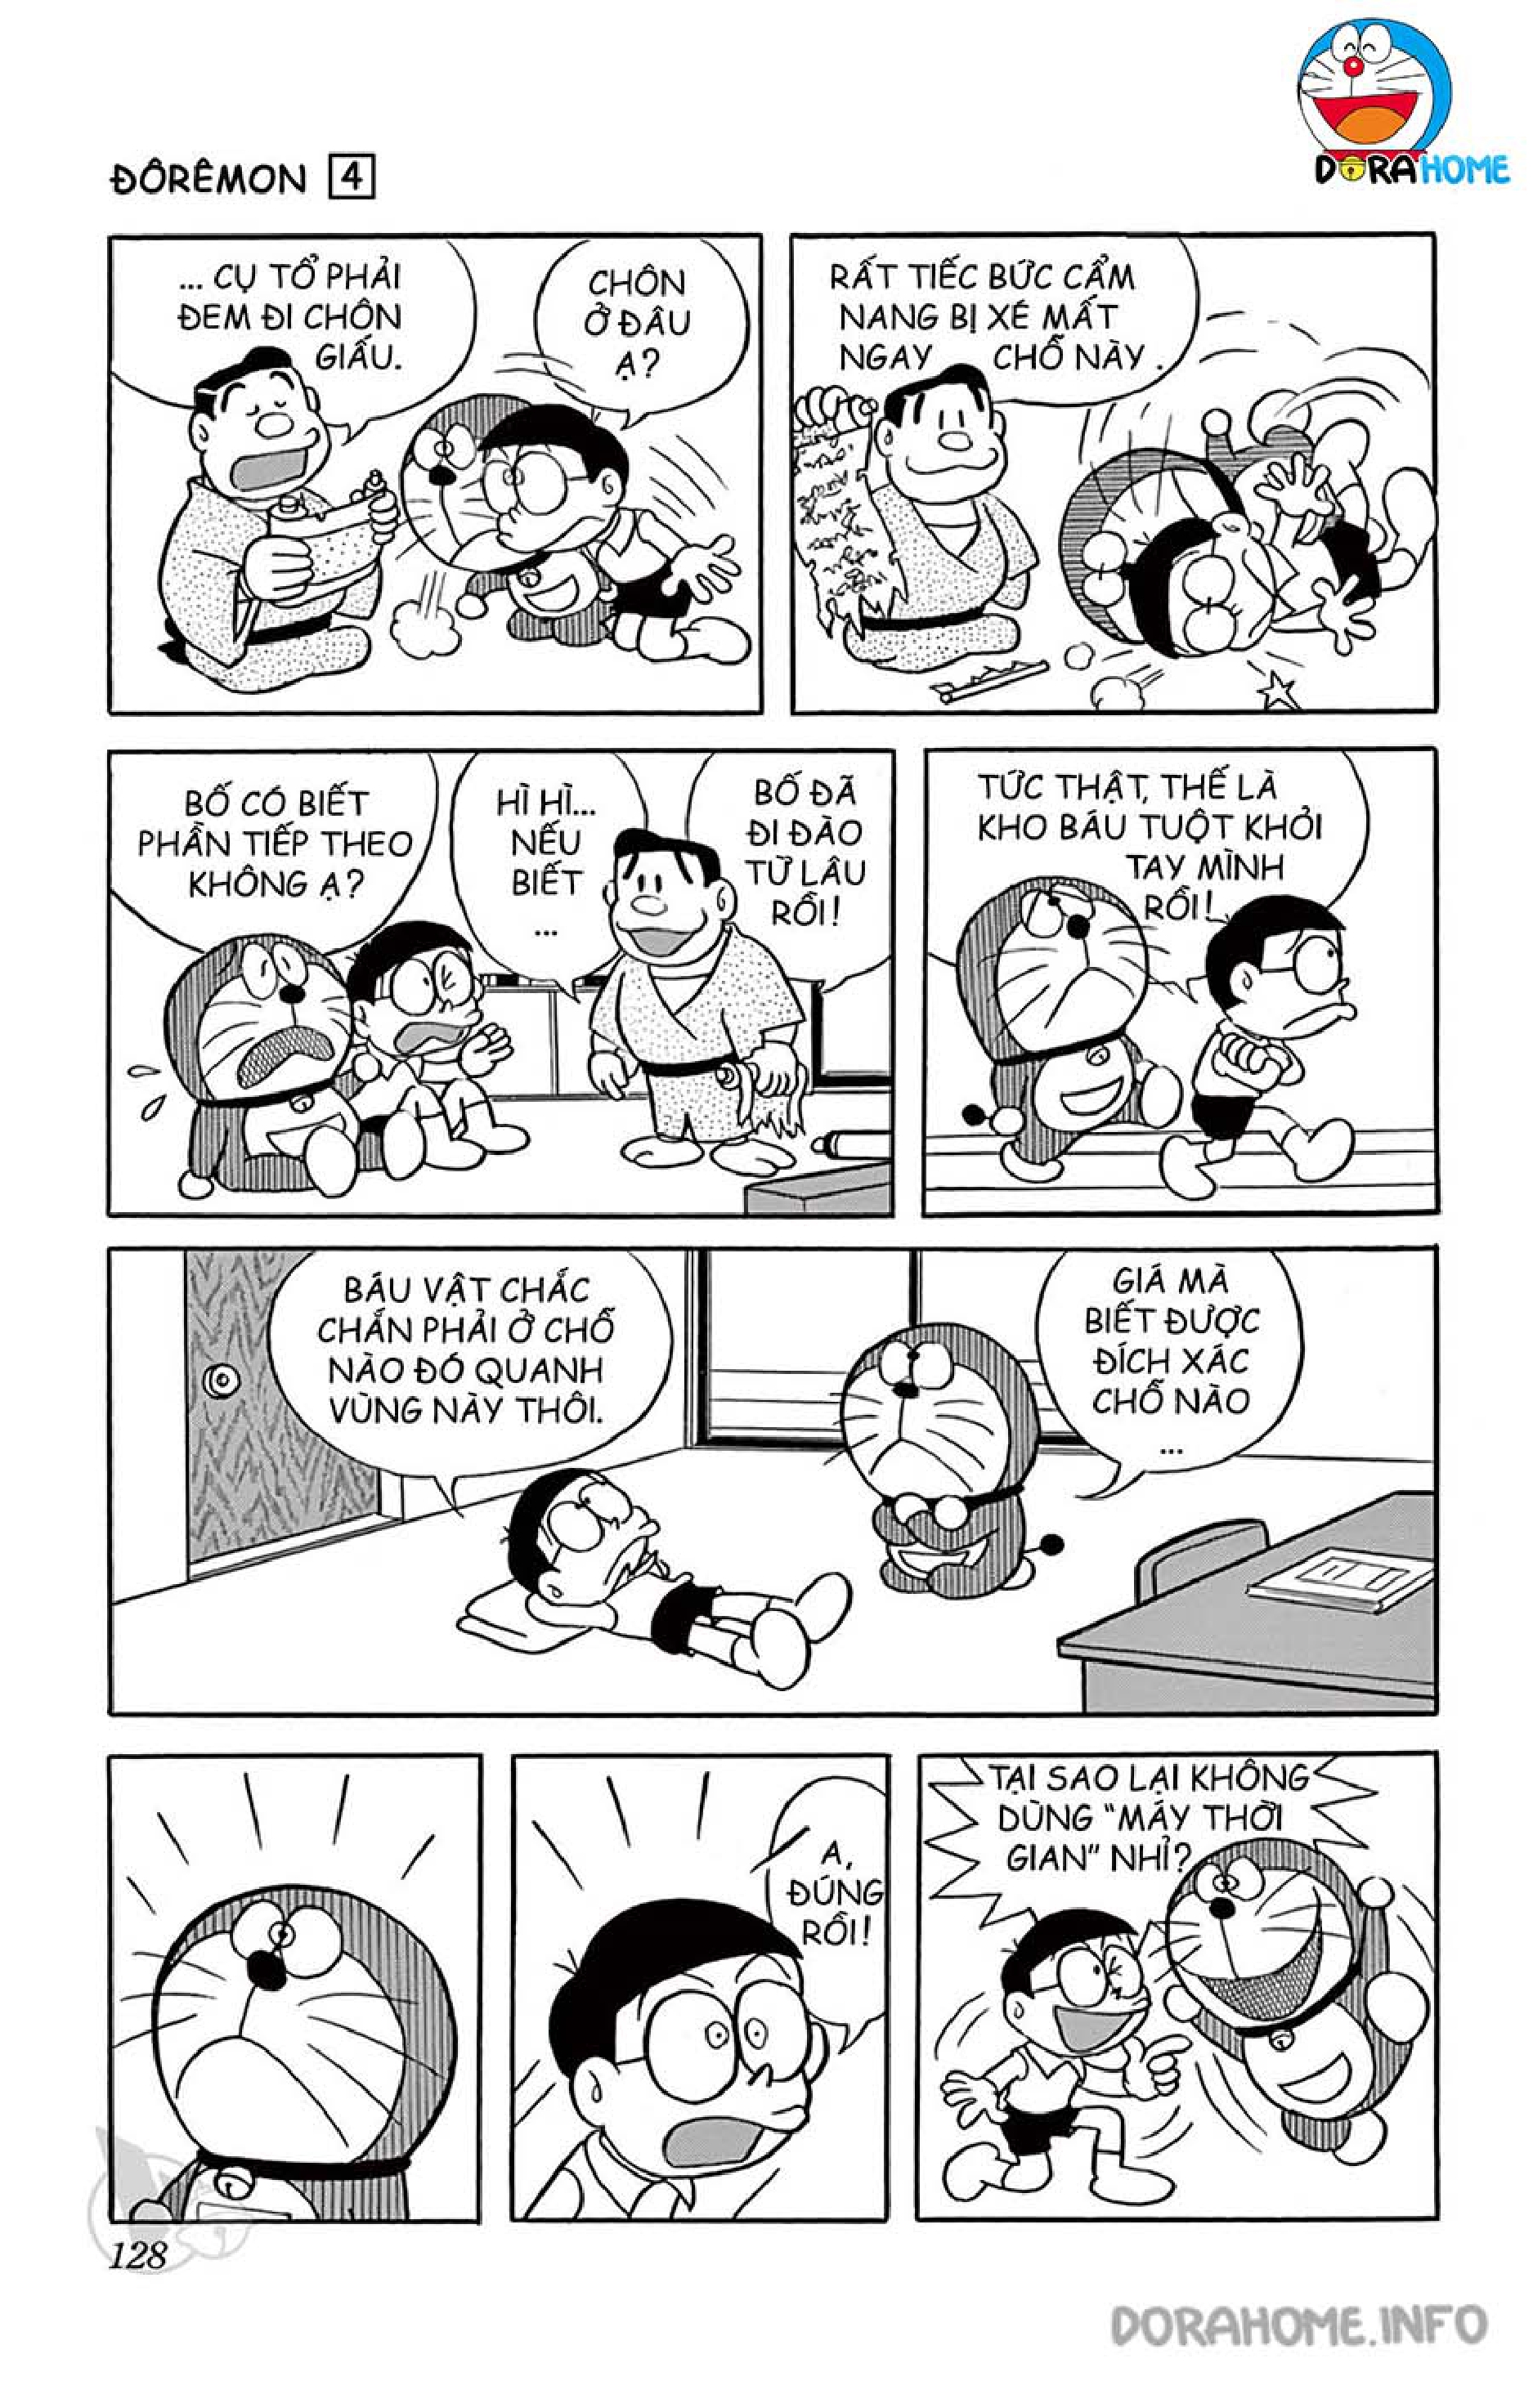 DORAHOME
ĐÔRÊMON 4
... CỤ TỔ PHẢI
ĐEM ĐI CHÔN
GIẤU.
CHÔN
Ở ĐÂU
Ạ?
RẤT TIẾC BỨC CẨM
NANG BỊ XÉ MẤT
NGAY CHỖ NÀY.
BỐ CÓ BIẾT
PHẦN TIẾP THEO
KHÔNG Ạ?
HÌ HÌ...
NẾU
BIẾT
...
BỐ ĐÃ
ĐI ĐÀO
TỪ LÂU
RỒI!
TỨC THẬT, THẾ LÀ
KHO BÁU TUỘT KHỎI
TAY MÌNH
RỒI!
BÁU VẬT CHẮC
CHẮN PHẢI Ở CHỖ
NÀO ĐÓ QUANH
VÙNG NÀY THÔI.
GIÁ MÀ
BIẾT ĐƯỢC
ĐÍCH XÁC
CHỖ NÀO
...
A,
ĐÚNG
RỒI!
TẠI SAO LẠI KHÔNG
DÙNG "MÁY THỜI
GIAN" NHỈ?
128
DORAHOME.INFO